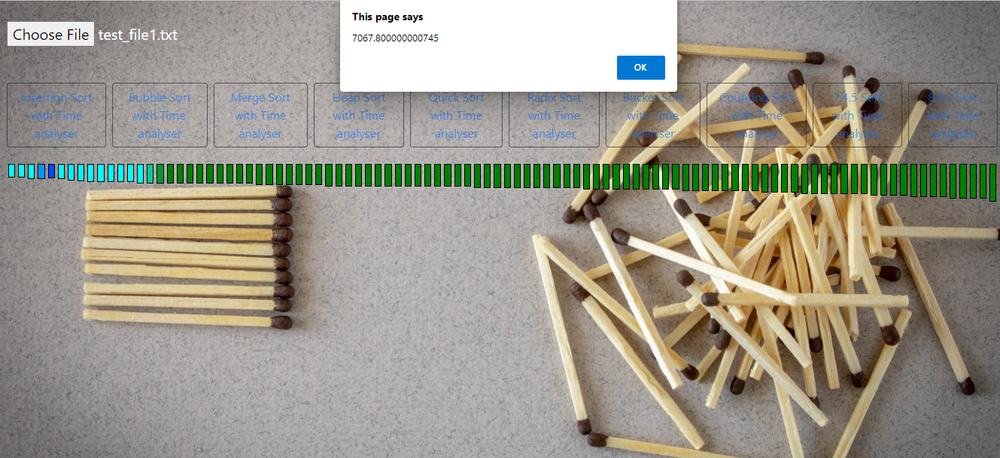 This page says
7067.800000000745
OK
Choose File test_file1.txt
Insertion Sort
with Time
analyser
Bubble Sort
with Time
analyser
Merge Sort
with Time
analyser
Heap Sort
with Time
analyser
Quick Sort
with Time
analyser
Radix Sort
with Time
analyser
Bucket Sort
with Time
analyser
Counting Sort
with Time
analyser
7.4.5 Sort
with Time
analyser
Sort
with Time
analyser